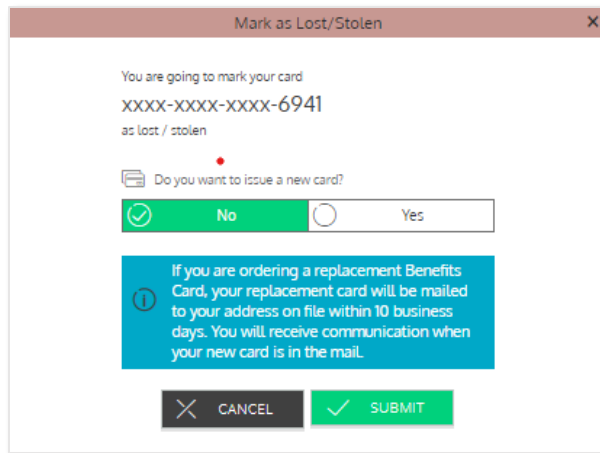 Mark as Lost/Stolen
You are going to mark your card
xxxx-xxxx-xxxx-6941
as lost / stolen
Do you want to issue a new card?
No
Yes
If you are ordering a replacement Benefits
Card, your replacement card will be mailed
to your address on file within 10 business
days. You will receive communication when
your new card is in the mail.
CANCEL
SUBMIT